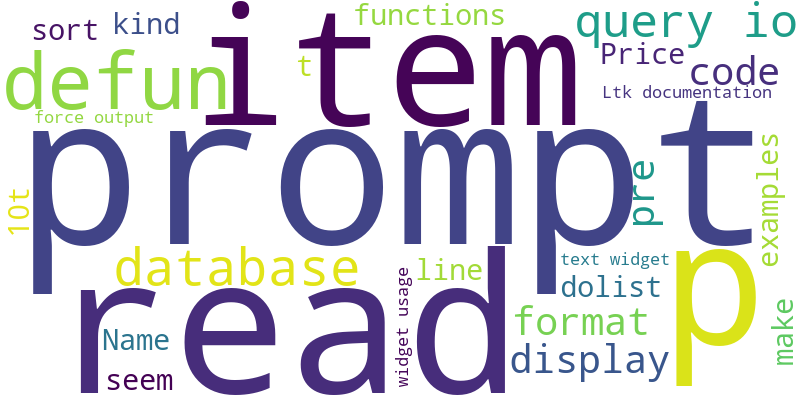 sort
kind
item
functions
query io
Price
code
defun
t
Ltk documentation
force output
prompt
10t
pre
examples
database
line
text widget
p
read
Name
widget usage
dolist
format
make
seem
display